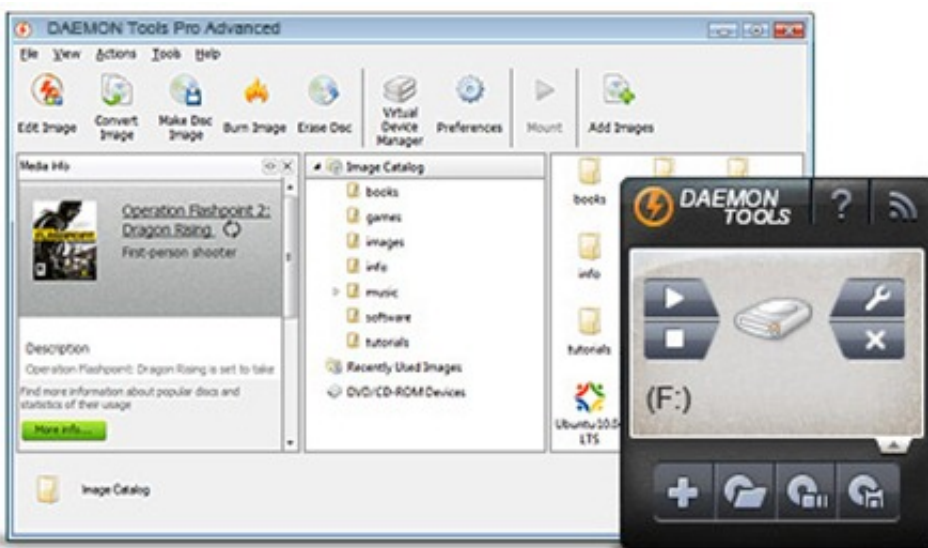 DAEMON Tools Pro Advanced
File View Actions Tools Help
Edit Image
Convert
Image
Make Disc
Image
Burn Image
Erase Disc
Virtual
Device
Manager
Preferences
Mount
Add Images
Media Info
Operation Flashpoint 2:
Dragon Rising
First-person shooter
Description
Operation Flashpoint: Dragon Rising is set to take
Find more information about popular discs and
statistics of their usage
More info...
Image Catalog
books
games
images
info
music
software
tutorials
Recently Used Images
DVD/CD-ROM Devices
books
info
tutorials
Ubuntu 10.0
LTS
Image Catalog
DAEMON
TOOLS
?
(F:)